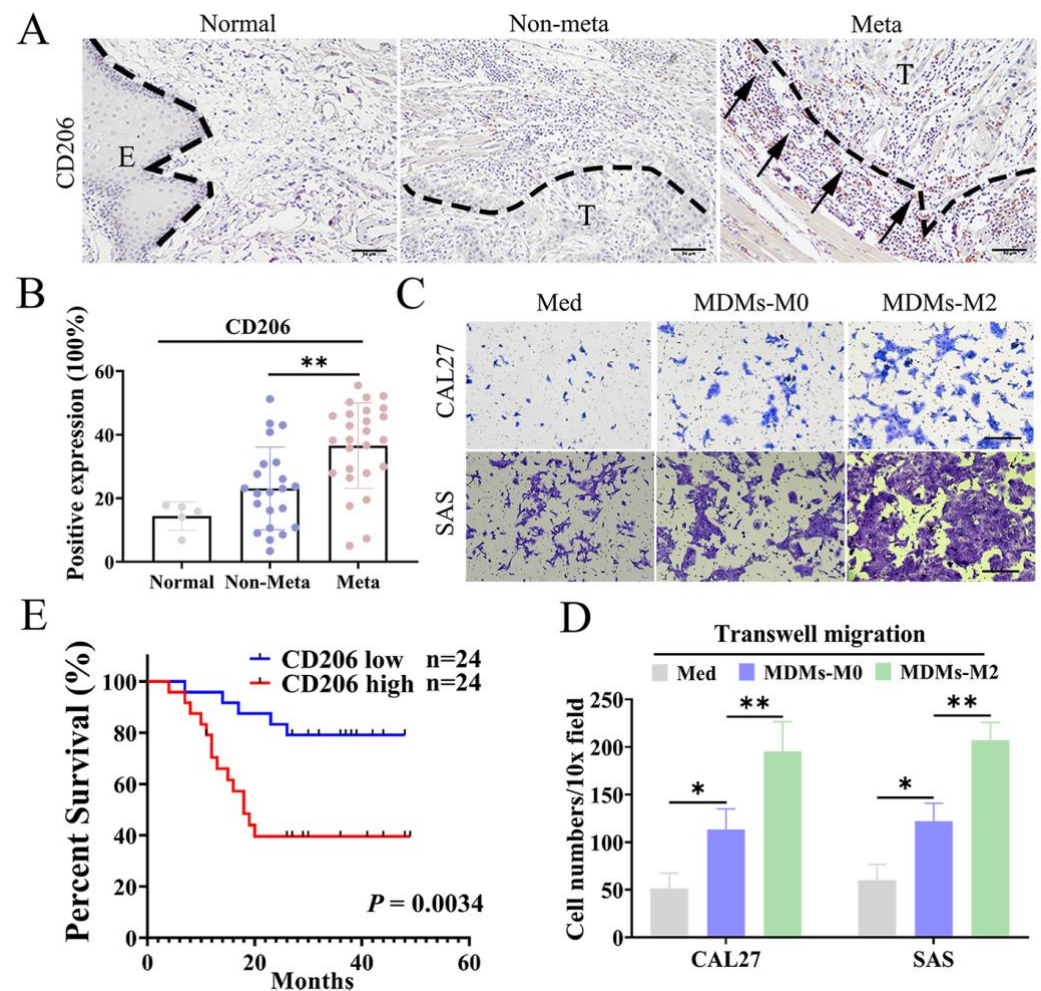 A
Normal
Non-meta
Meta
CD206
E
T
T
B
CD206
**
Positive expression (100%)
60
40
20
0
Normal
Non-Meta
Meta
C
Med
MDMs-M0
MDMs-M2
CAL27
SAS
E
CD206 low n=24
CD206 high n=24
Percent Survival (%)
100
80
60
40
20
0
P = 0.0034
0
20
40
60
Months
D
Transwell migration
Med
MDMs-M0
MDMs-M2
Cell numbers/10x field
250
200
150
100
50
0
*
**
*
**
CAL27
SAS